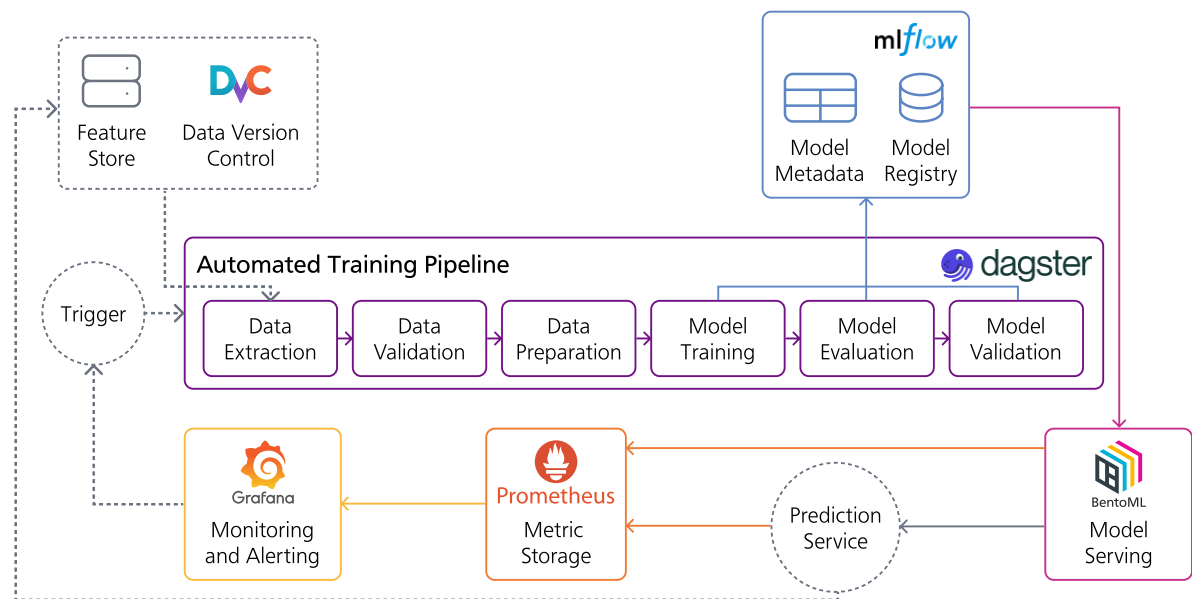 mlflow
DVC
Feature
Store
Data Version
Control
Model
Metadata
Model
Registry
Automated Training Pipeline
dagster
Trigger
Data
Extraction
Data
Validation
Data
Preparation
Model
Training
Model
Evaluation
Model
Validation
Grafana
Monitoring
and Alerting
Prometheus
Metric
Storage
Prediction
Service
BentoML
Model
Serving